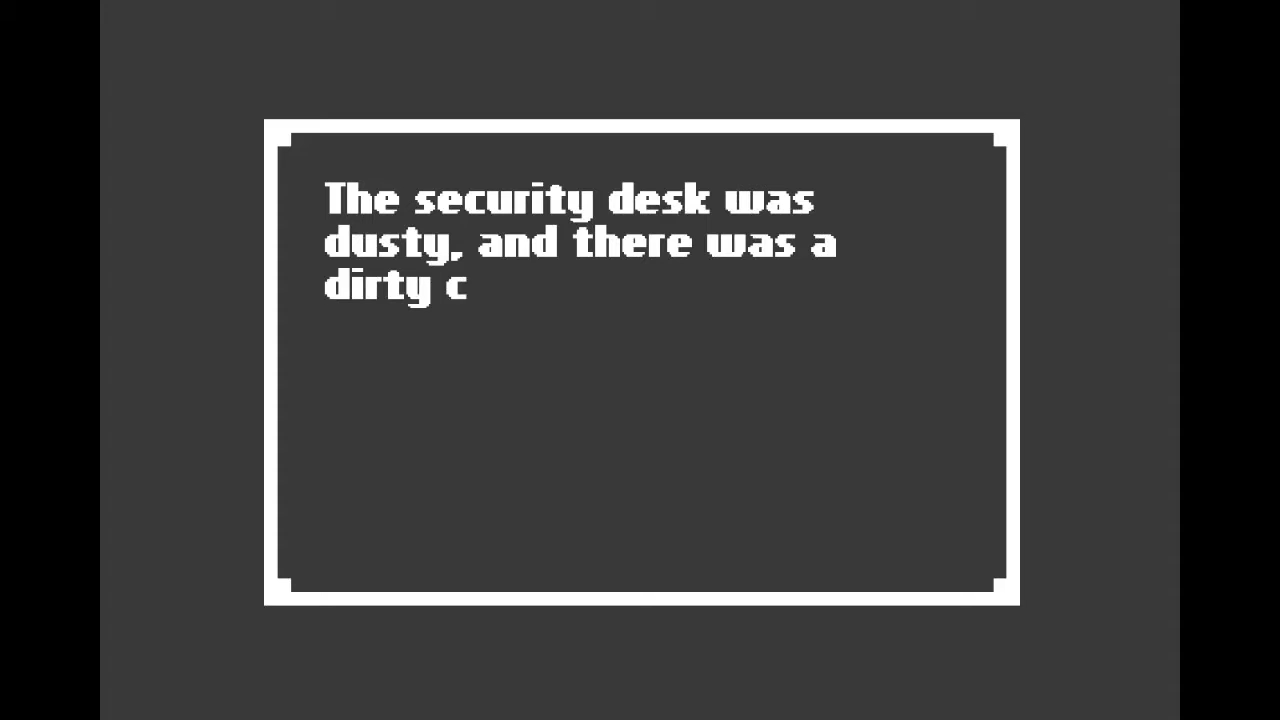 The security desk was
dusty, and there was a
dirty c